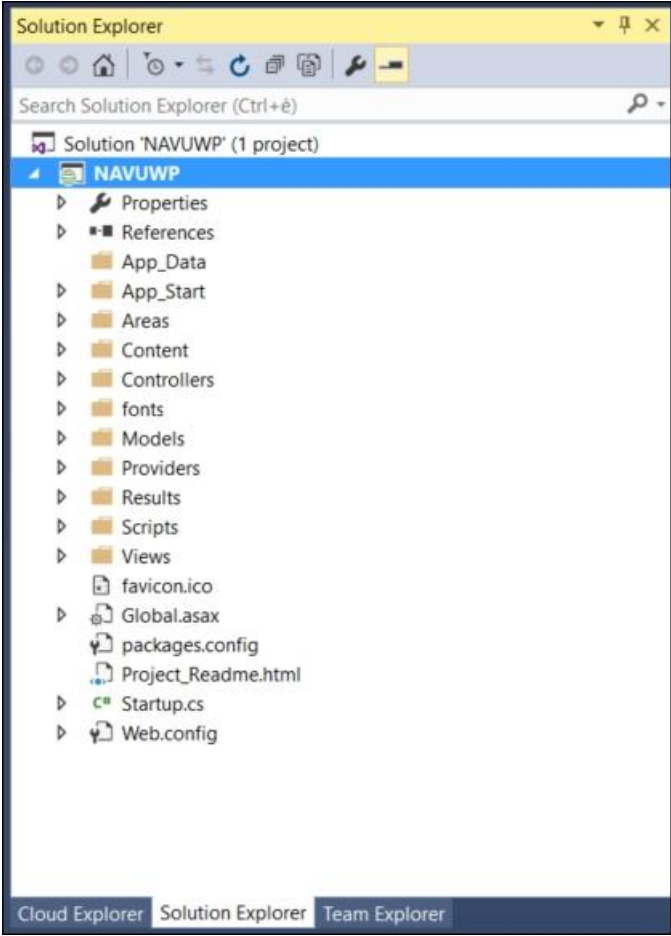 Solution Explorer
Search Solution Explorer (Ctrl+è)
Solution 'NAVUWP' (1 project)
NAVUWP
Properties
References
App_Data
App_Start
Areas
Content
Controllers
fonts
Models
Providers
Results
Scripts
Views
favicon.ico
Global.asax
packages.config
Project_Readme.html
C# Startup.cs
Web.config
Cloud Explorer Solution Explorer Team Explorer